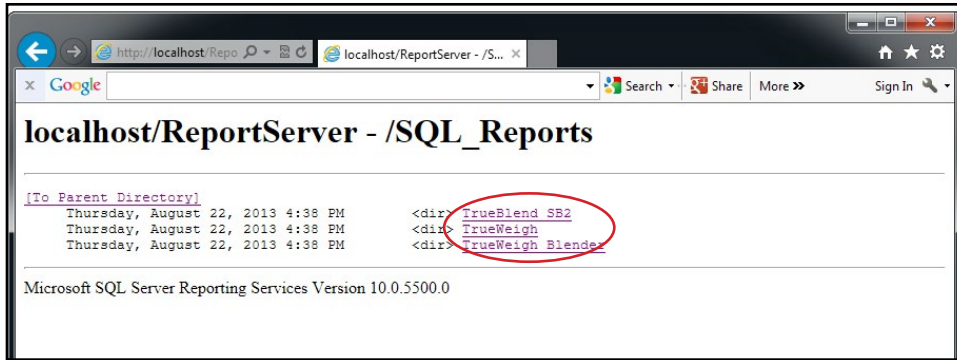 http://localhost/Repo
localhost/ReportServer - /S...
x Google
Search
Share
More »
Sign In
localhost/ReportServer - /SQL_Reports
[To Parent Directory]
Thursday, August 22, 2013 4:38 PM <dir> TrueBlend SB2
Thursday, August 22, 2013 4:38 PM <dir> TrueWeigh
Thursday, August 22, 2013 4:38 PM <dir> TrueWeigh Blender
Microsoft SQL Server Reporting Services Version 10.0.5500.0